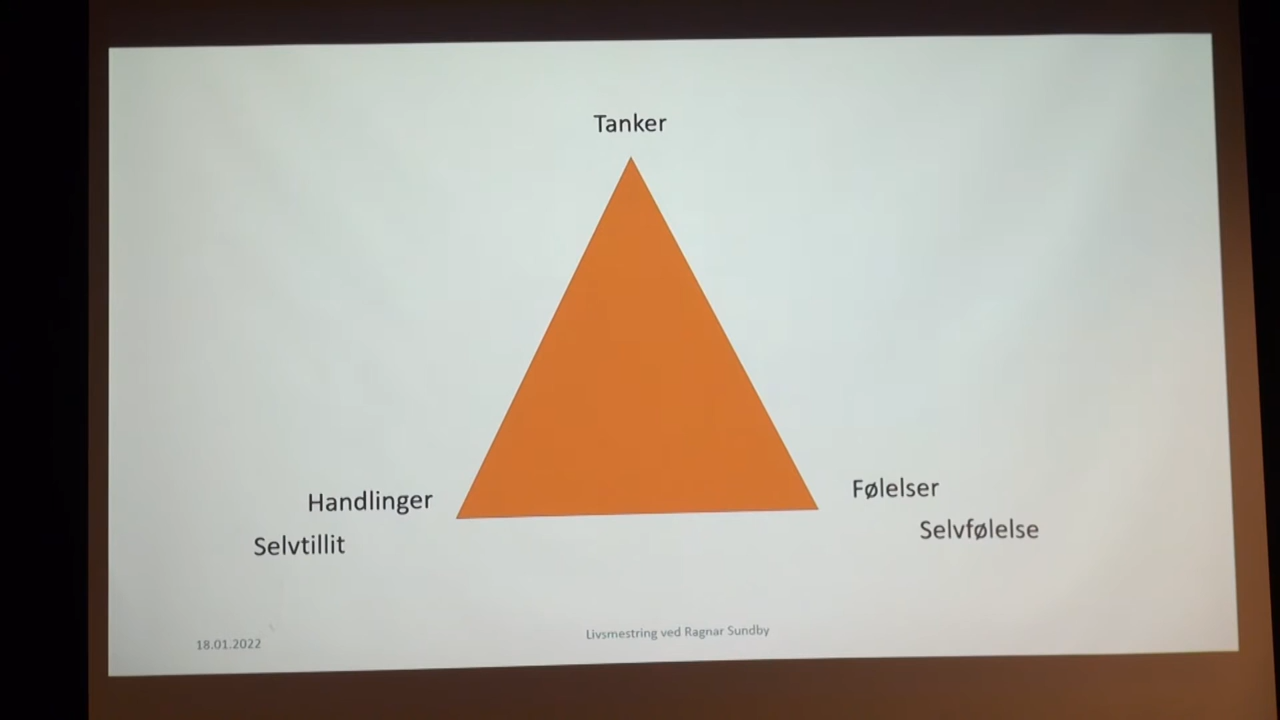 Tanker
Handlinger
Følelser
Selvtillit
Selvfølelse
18.01.2022
Livsmestring ved Ragnar Sundby